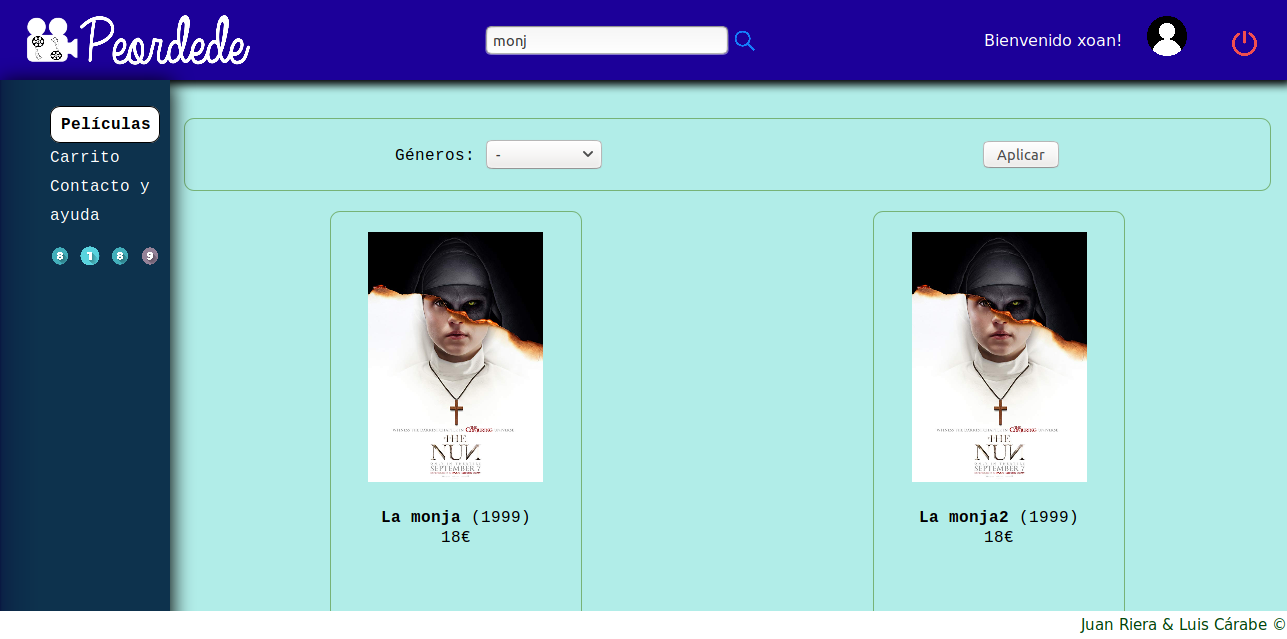 Peordede
monj
Bienvenido xoan!
Películas
Carrito
Contacto y
ayuda
8 1 8 9
Géneros: -
Aplicar
THE
NUN
SEPTEMBER 7
THE
NUN
SEPTEMBER 7
La monja (1999)
18€
La monja2 (1999)
18€
Juan Riera & Luis Cárabe ©